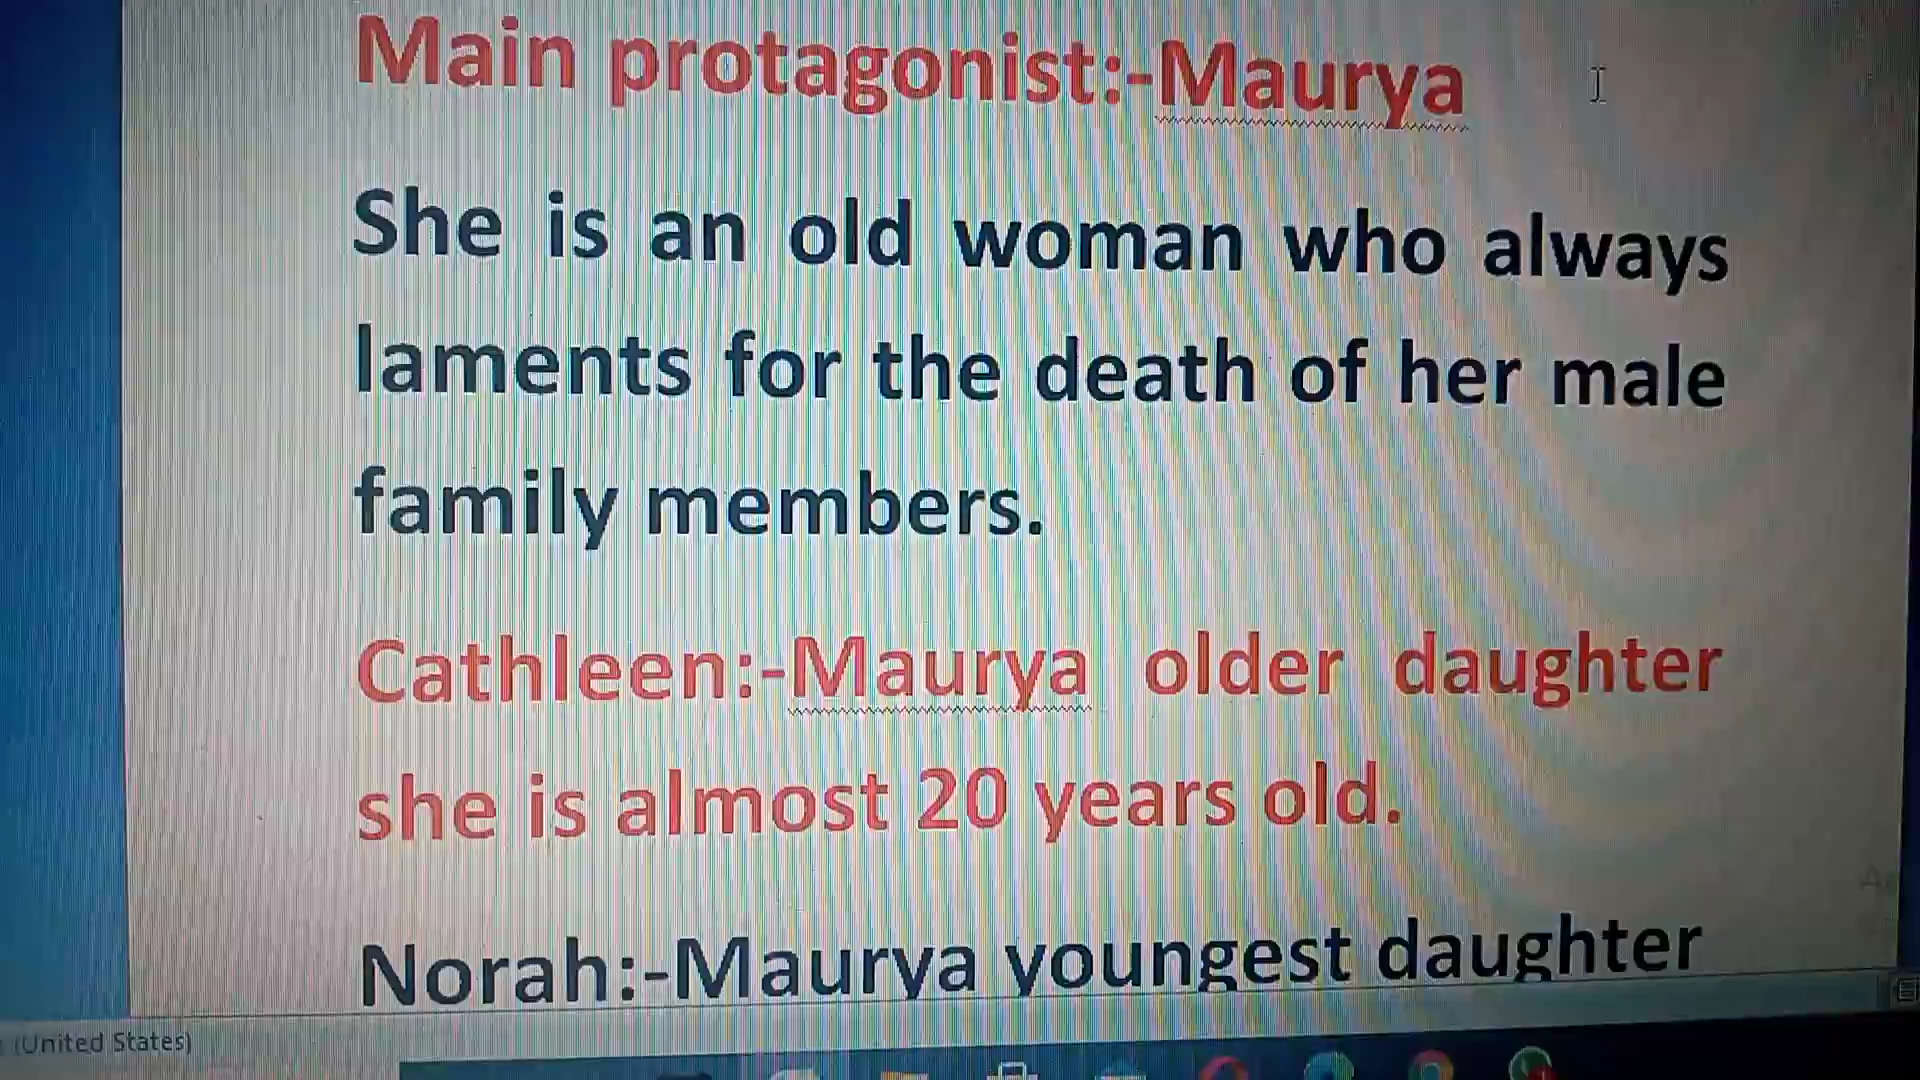 Main protagonist:-Maurya
She is an old woman who always
laments for the death of her male
family members.
Cathleen:-Maurya older daughter
she is almost 20 years old.
Norah:-Maurya youngest daughter
(United States)